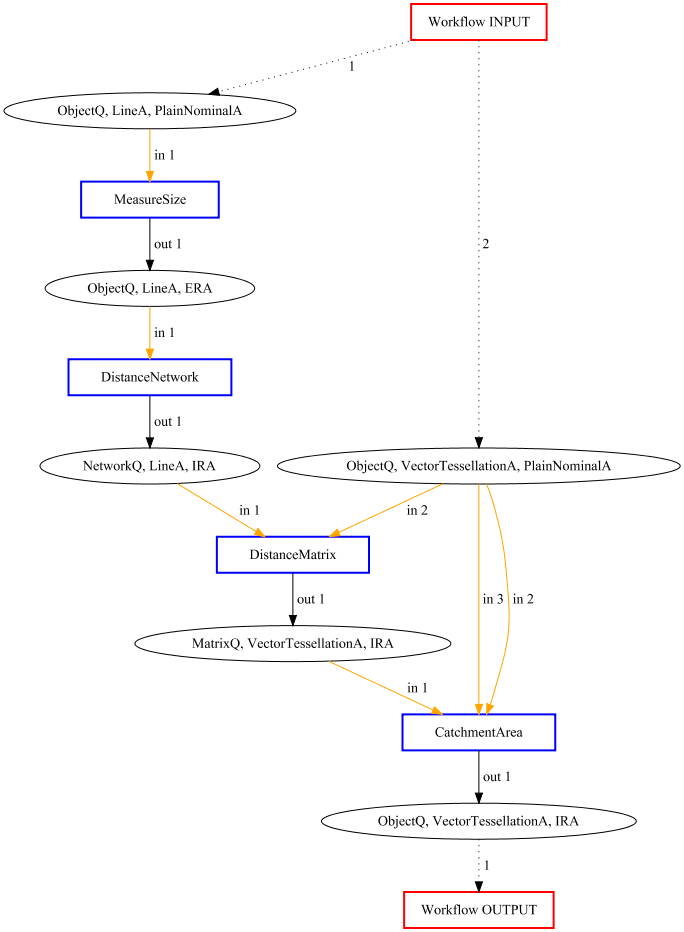 Workflow INPUT
1
ObjectQ, LineA, PlainNominalA
in 1
MeasureSize
out 1
2
ObjectQ, LineA, ERA
in 1
DistanceNetwork
out 1
NetworkQ, LineA, IRA
ObjectQ, VectorTessellationA, PlainNominalA
in 1
in 2
DistanceMatrix
out 1
in 3
in 2
MatrixQ, VectorTessellationA, IRA
in 1
CatchmentArea
out 1
ObjectQ, VectorTessellationA, IRA
1
Workflow OUTPUT